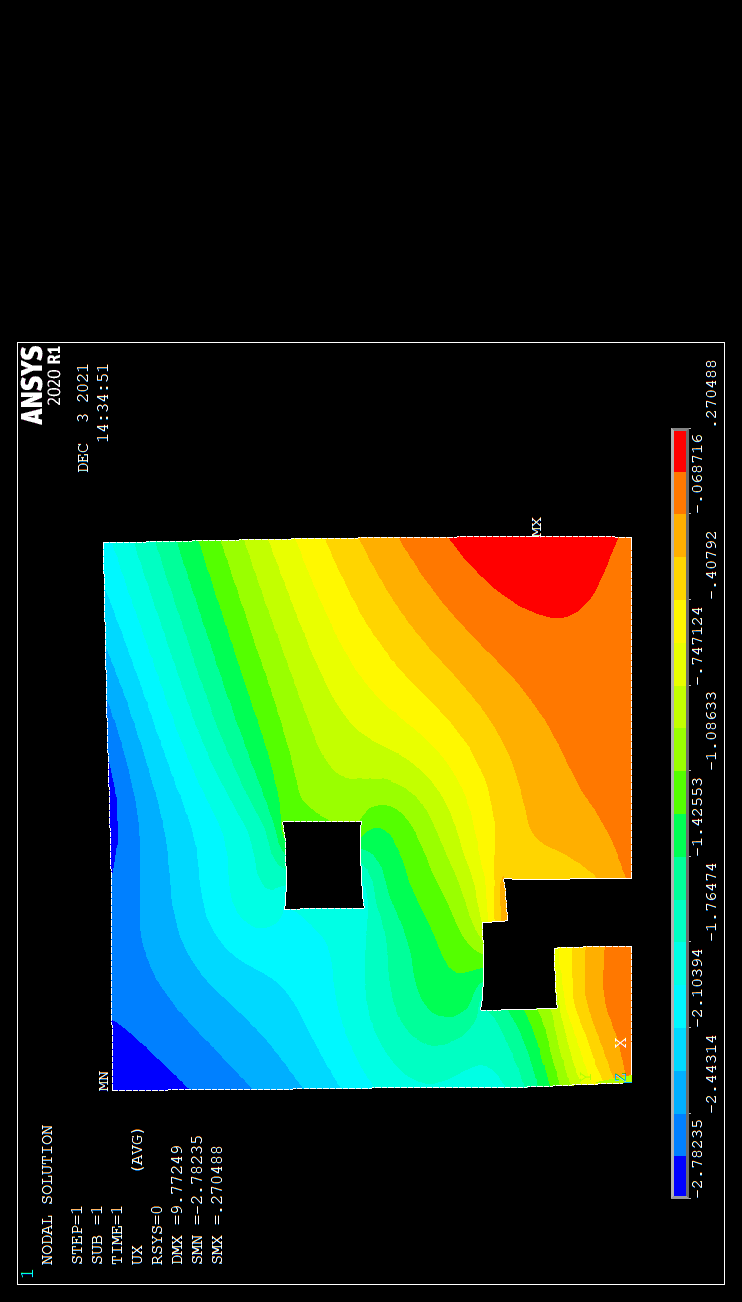 1
NODAL SOLUTION
STEP=1
SUB =1
TIME=1
UX (AVG)
RSYS=0
DMX =9.77249
SMN =-2.78235
SMX =.270488
ANSYS
2020 R1
DEC 3 2021
14:34:51
MN
MX
Y
Z X
-2.78235 -2.44314 -2.10394 -1.76474 -1.42553 -1.08633 -.747124 -.40792 -.068716 .270488